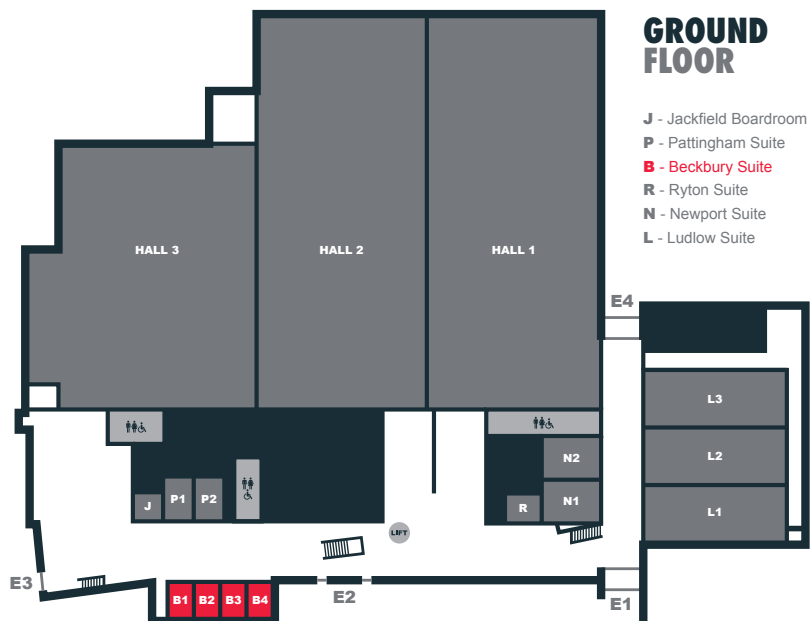 GROUND
FLOOR
J - Jackfield Boardroom
P - Pattingham Suite
B - Beckbury Suite
R - Ryton Suite
N - Newport Suite
L - Ludlow Suite
HALL 3
HALL 2
HALL 1
E4
L3
L2
L1
N2
N1
R
J
P1
P2
LIFT
E3
B1
B2
B3
B4
E2
E1